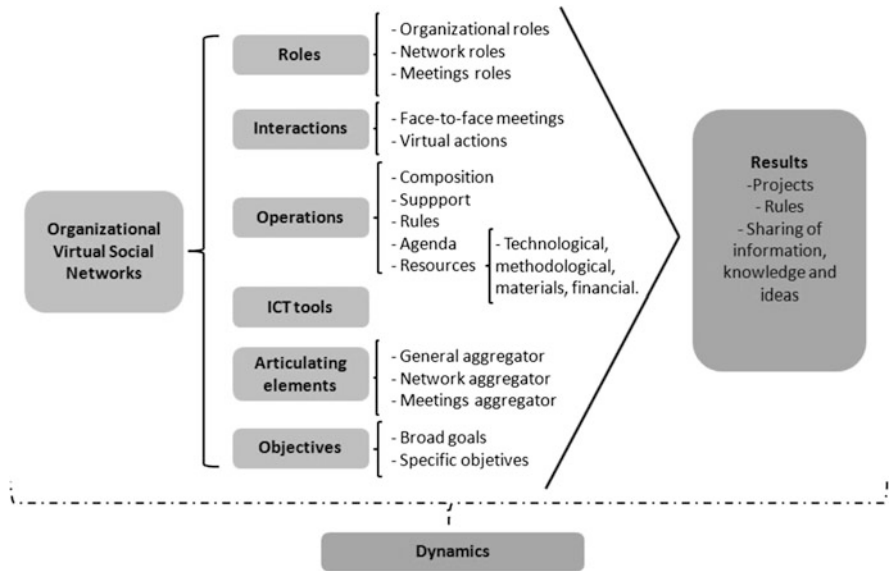 Organizational
Virtual Social
Networks
Roles
- Organizational roles
- Network roles
- Meetings roles
Interactions
- Face-to-face meetings
- Virtual actions
Operations
- Composition
- Suppport
- Rules
- Agenda
- Resources
- Technological,
methodological,
materials, financial.
ICT tools
Articulating
elements
- General aggregator
- Network aggregator
- Meetings aggregator
Objectives
- Broad goals
- Specific objetives
Results
-Projects
- Rules
- Sharing of
information,
knowledge and
ideas
Dynamics